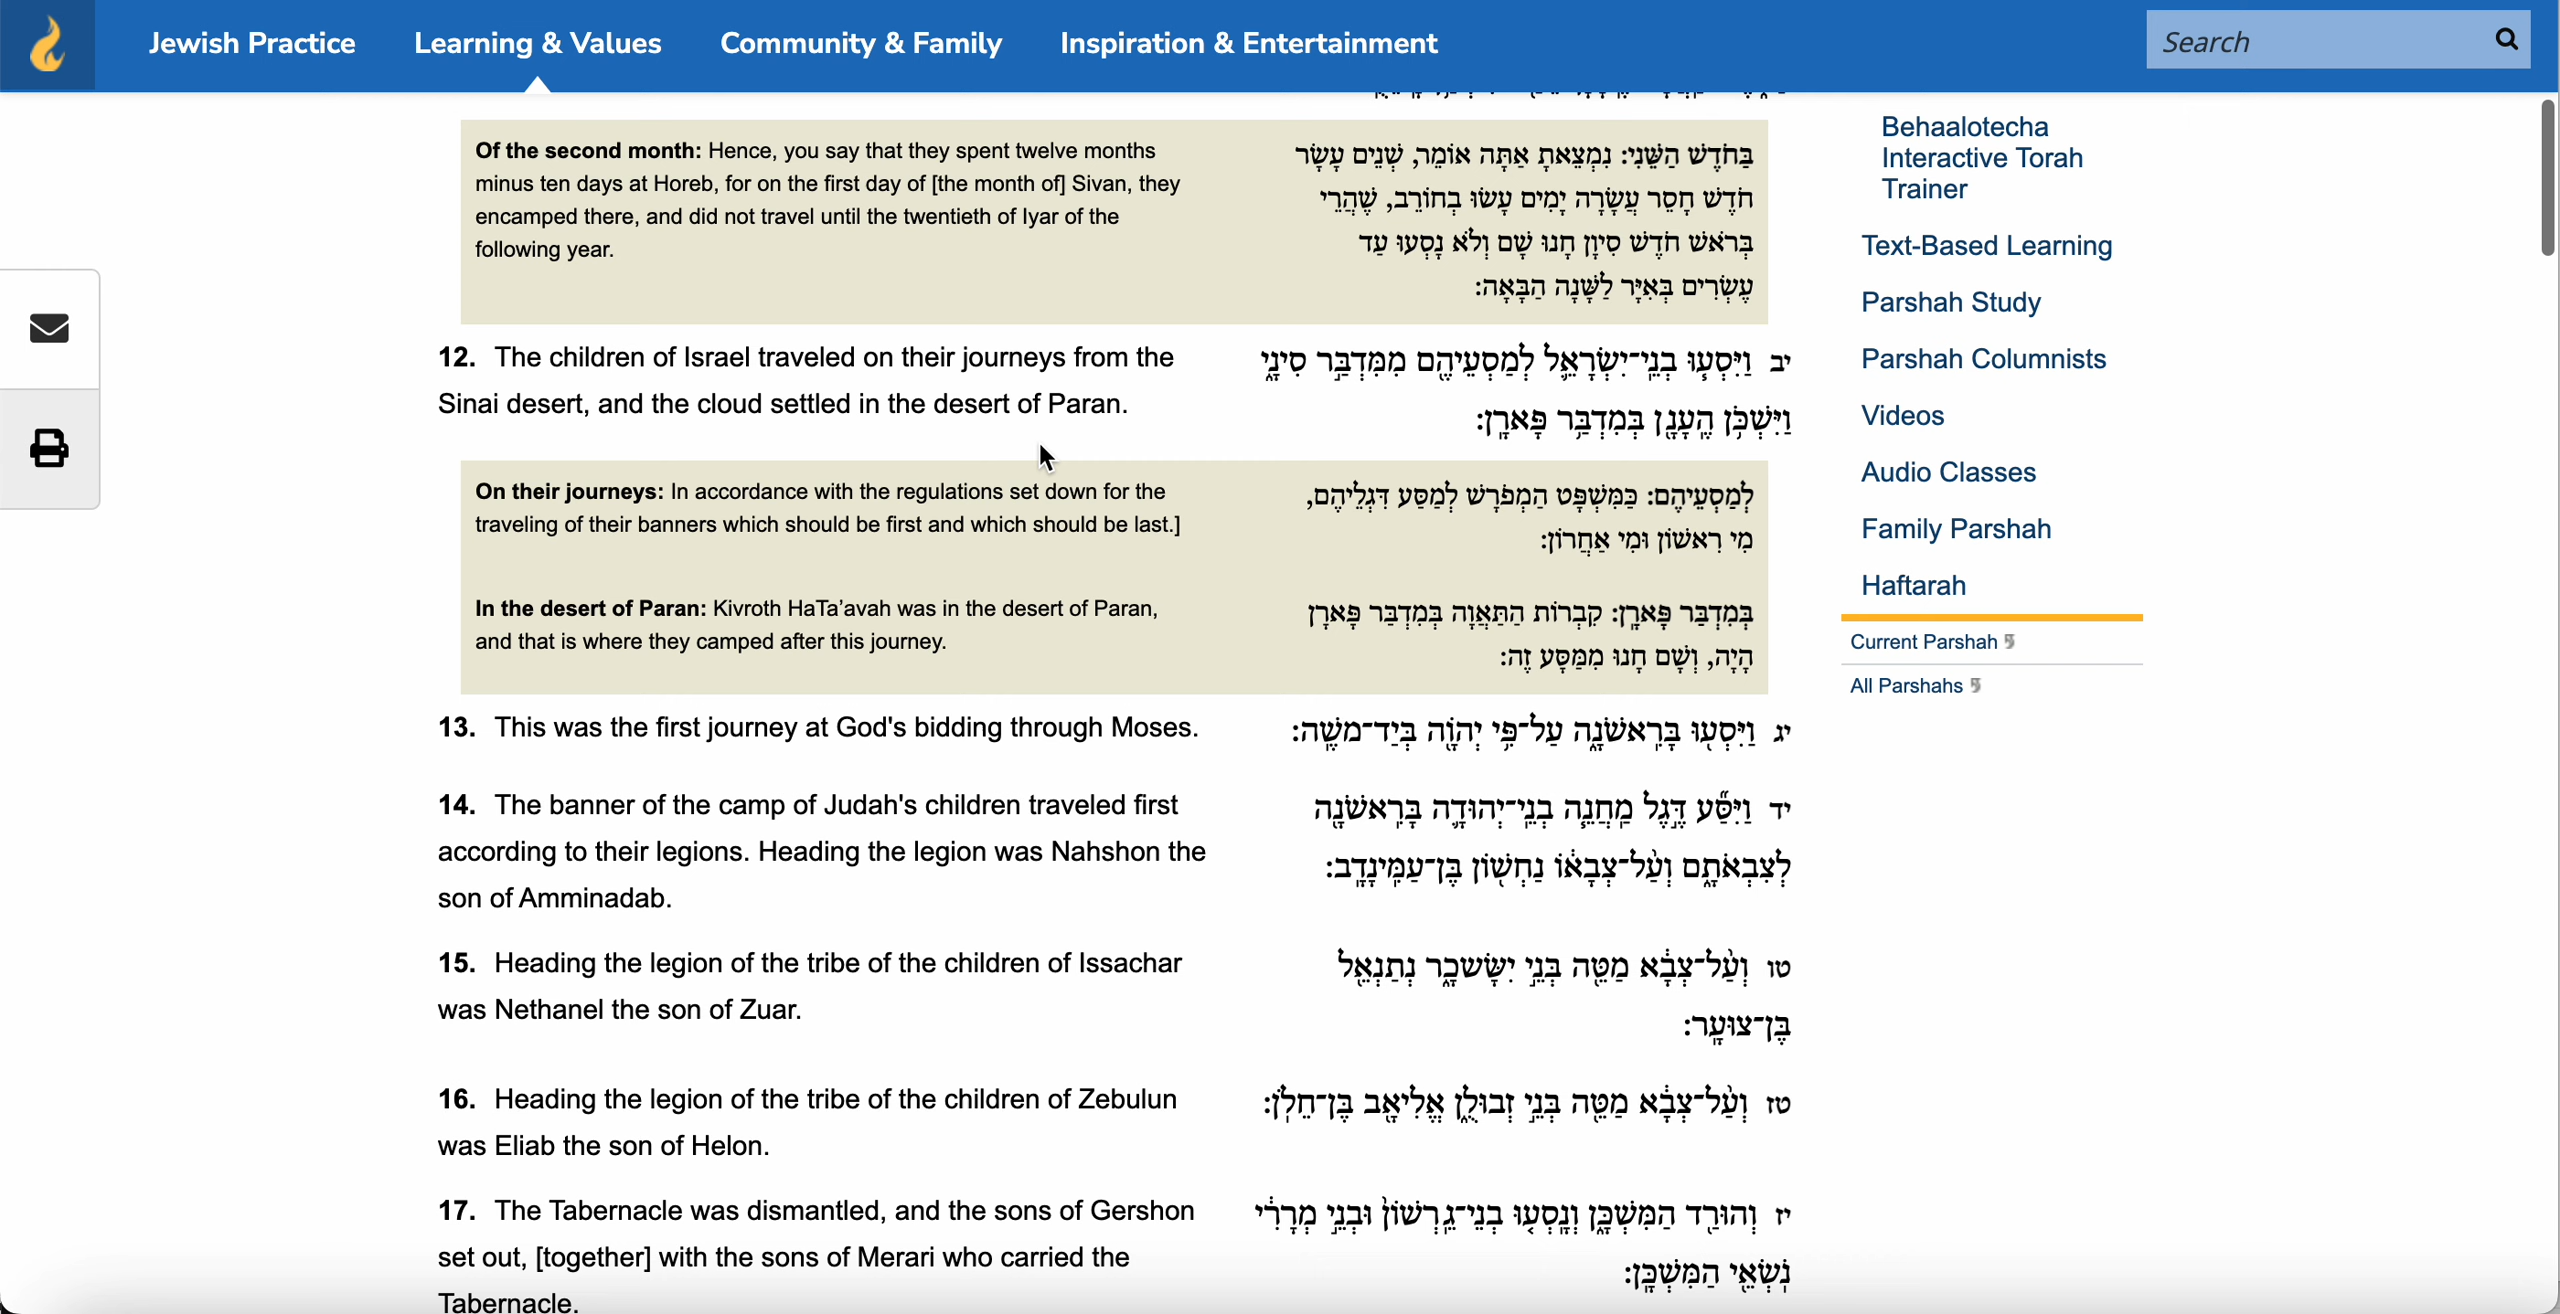 Jewish Practice
Learning & Values
Community & Family
Inspiration & Entertainment
Search
Of the second month: Hence, you say that they spent twelve months
minus ten days at Horeb, for on the first day of [the month of] Sivan, they
encamped there, and did not travel until the twentieth of Iyar of the
following year.
בַּחֹדֶשׁ הַשֵּׁנִי: נִמְצֵאתָ אַתָּה אוֹמֵר, שְׁנֵים עָשָׂר
חֹדֶשׁ חָסֵר עֲשָׂרָה יָמִים עָשׂוּ בְחוֹרֵב, שֶׁהֲרֵי
בְּרֹאשׁ חֹדֶשׁ סִיוָן חָנוּ שָׁם וְלֹא נָסְעוּ עַד
עֶשְׂרִים בְּאִיָּר לַשָּׁנָה הַבָּאָה:
12. The children of Israel traveled on their journeys from the
Sinai desert, and the cloud settled in the desert of Paran.
יב וַיִּסְע֧וּ בְנֵֽי־יִשְׂרָאֵ֛ל לְמַסְעֵיהֶ֖ם מִמִּדְבַּ֣ר סִינָ֑י
וַיִּשְׁכֹּ֥ן הֶֽעָנָ֖ן בְּמִדְבַּ֥ר פָּארָֽן:
On their journeys: In accordance with the regulations set down for the
traveling of their banners which should be first and which should be last.]
לְמַסְעֵיהֶם: כַּמִּשְׁפָּט הַמְפֹרָשׁ לְמַסַּע דִּגְלֵיהֶם,
מִי רִאשׁוֹן וּמִי אַחֲרוֹן:
In the desert of Paran: Kivroth HaTa’avah was in the desert of Paran,
and that is where they camped after this journey.
בְּמִדְבַּר פָּארָן: קִבְרוֹת הַתַּאֲוָה בְּמִדְבַּר פָּארָן
הָיָה, וְשָׁם חָנוּ מִמַּסָּע זֶה:
13. This was the first journey at God's bidding through Moses.
יג וַיִּסְע֖וּ בָּרִֽאשֹׁנָ֑ה עַל־פִּ֥י יְהֹוָ֖ה בְּיַד־משֶֽׁה:
14. The banner of the camp of Judah's children traveled first
according to their legions. Heading the legion was Nahshon the
son of Amminadab.
יד וַיִּסַּ֞ע דֶּ֣גֶל מַֽחֲנֵ֧ה בְנֵֽי־יְהוּדָ֛ה בָּרִֽאשֹׁנָ֖ה
לְצִבְאֹתָ֑ם וְעַ֨ל־צְבָא֔וֹ נַחְשׁ֖וֹן בֶּן־עַמִּֽינָדָֽב:
15. Heading the legion of the tribe of the children of Issachar
was Nethanel the son of Zuar.
טו וְעַ֨ל־צְבָ֔א מַטֵּ֖ה בְּנֵ֣י יִשָּׂשכָ֑ר נְתַנְאֵ֖ל
בֶּן־צוּעָֽר:
16. Heading the legion of the tribe of the children of Zebulun
was Eliab the son of Helon.
טז וְעַ֨ל־צְבָ֔א מַטֵּ֖ה בְּנֵ֣י זְבוּלֻ֑ן אֱלִיאָ֖ב בֶּן־חֵלֹֽן:
17. The Tabernacle was dismantled, and the sons of Gershon
set out, [together] with the sons of Merari who carried the
Tabernacle.
יז וְהוּרַ֖ד הַמִּשְׁכָּ֑ן וְנָֽסְע֤וּ בְנֵי־גֵֽרְשׁוֹן֙ וּבְנֵ֣י מְרָרִ֔י
נֹֽשְׂאֵ֖י הַמִּשְׁכָּֽן:
Behaalotecha
Interactive Torah
Trainer
Text-Based Learning
Parshah Study
Parshah Columnists
Videos
Audio Classes
Family Parshah
Haftarah
Current Parshah
All Parshahs